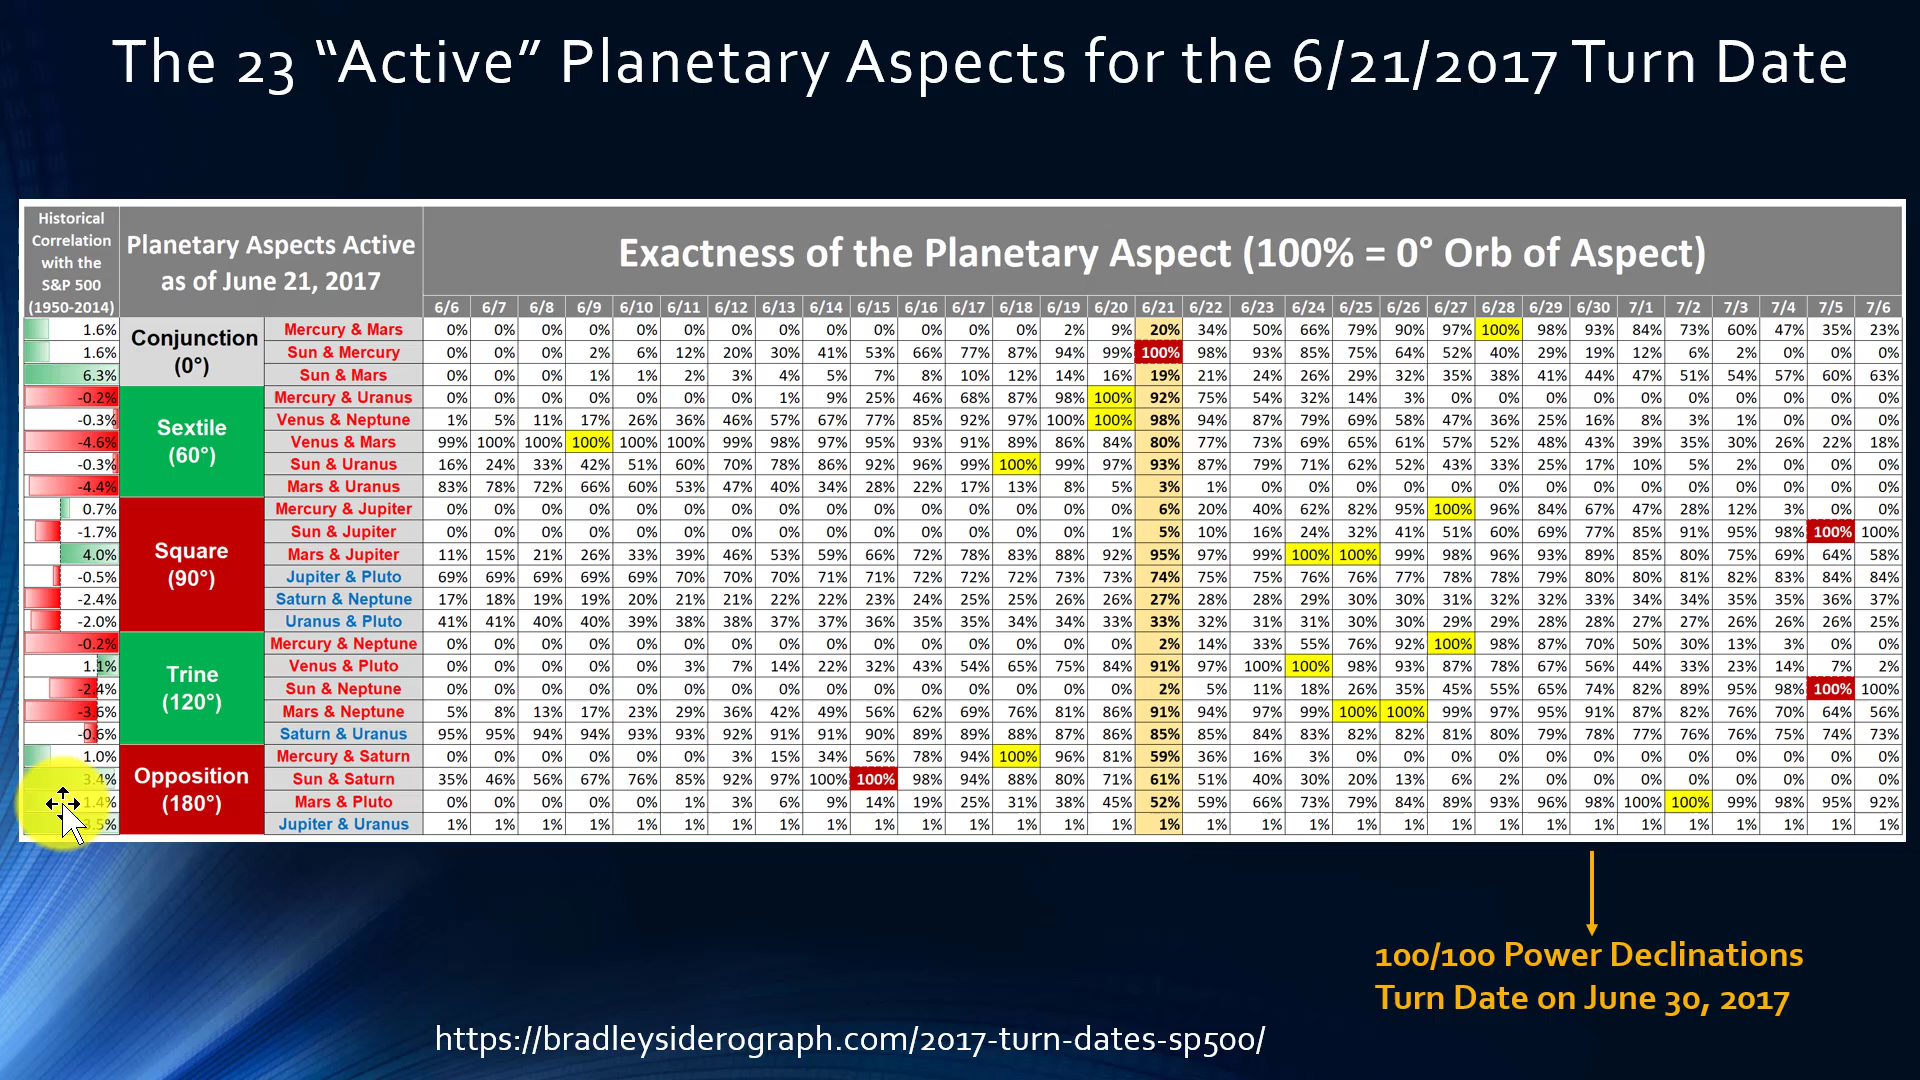 The 23 “Active” Planetary Aspects for the 6/21/2017 Turn Date
Historical Correlation with the S&P 500 (1950-2014) Planetary Aspects Active as of June 21, 2017 Exactness of the Planetary Aspect (100% = 0° Orb of Aspect)
6/6 6/7 6/8 6/9 6/10 6/11 6/12 6/13 6/14 6/15 6/16 6/17 6/18 6/19 6/20 6/21 6/22 6/23 6/24 6/25 6/26 6/27 6/28 6/29 6/30 7/1 7/2 7/3 7/4 7/5 7/6
Conjunction (0°)
1.6% Mercury & Mars 0% 0% 0% 0% 0% 0% 0% 0% 0% 0% 0% 0% 0% 2% 9% 20% 34% 50% 66% 79% 90% 97% 100% 98% 93% 84% 73% 60% 47% 35% 23%
1.6% Sun & Mercury 0% 0% 0% 2% 6% 12% 20% 30% 41% 53% 66% 77% 87% 94% 99% 100% 98% 93% 85% 75% 64% 52% 40% 29% 19% 12% 6% 2% 0% 0% 0%
6.3% Sun & Mars 0% 0% 0% 1% 1% 2% 3% 4% 5% 7% 8% 10% 12% 14% 16% 19% 21% 24% 26% 29% 32% 35% 38% 41% 44% 47% 51% 54% 57% 60% 63%
Sextile (60°)
-0.2% Mercury & Uranus 0% 0% 0% 0% 0% 0% 0% 1% 9% 25% 46% 68% 87% 98% 100% 92% 75% 54% 32% 14% 3% 0% 0% 0% 0% 0% 0% 0% 0% 0% 0%
-0.3% Venus & Neptune 1% 5% 11% 17% 26% 36% 46% 57% 67% 77% 85% 92% 97% 100% 100% 98% 94% 87% 79% 69% 58% 47% 36% 25% 16% 8% 3% 1% 0% 0% 0%
-4.6% Venus & Mars 99% 100% 100% 100% 100% 100% 99% 98% 97% 95% 93% 91% 89% 86% 84% 80% 77% 73% 69% 65% 61% 57% 52% 48% 43% 39% 35% 30% 26% 22% 18%
-0.3% Sun & Uranus 16% 24% 33% 42% 51% 60% 70% 78% 86% 92% 96% 99% 100% 99% 97% 93% 87% 79% 71% 62% 52% 43% 33% 25% 17% 10% 5% 2% 0% 0% 0%
-4.4% Mars & Uranus 83% 78% 72% 66% 60% 53% 47% 40% 34% 28% 22% 17% 13% 8% 5% 3% 1% 0% 0% 0% 0% 0% 0% 0% 0% 0% 0% 0% 0% 0% 0%
Square (90°)
0.7% Mercury & Jupiter 0% 0% 0% 0% 0% 0% 0% 0% 0% 0% 0% 0% 0% 0% 0% 6% 20% 40% 62% 82% 95% 100% 96% 84% 67% 47% 28% 12% 3% 0% 0%
-1.7% Sun & Jupiter 0% 0% 0% 0% 0% 0% 0% 0% 0% 0% 0% 0% 0% 0% 1% 5% 10% 16% 24% 32% 41% 51% 60% 69% 77% 85% 91% 95% 98% 100% 100%
4.0% Mars & Jupiter 11% 15% 21% 26% 33% 39% 46% 53% 59% 66% 72% 78% 83% 88% 92% 95% 97% 99% 100% 100% 99% 98% 96% 93% 89% 85% 80% 75% 69% 64% 58%
-0.5% Jupiter & Pluto 69% 69% 69% 69% 69% 70% 70% 70% 71% 71% 72% 72% 72% 73% 73% 74% 75% 75% 76% 76% 77% 78% 78% 79% 80% 80% 81% 82% 83% 84% 84%
-2.4% Saturn & Neptune 17% 18% 19% 19% 20% 21% 21% 22% 22% 23% 24% 25% 25% 26% 26% 27% 28% 28% 29% 30% 30% 31% 32% 32% 33% 34% 34% 35% 35% 36% 37%
-2.0% Uranus & Pluto 41% 41% 40% 40% 39% 38% 38% 37% 37% 36% 35% 35% 34% 34% 33% 33% 32% 31% 31% 30% 30% 29% 29% 28% 28% 27% 27% 26% 26% 26% 25%
Trine (120°)
-0.2% Mercury & Neptune 0% 0% 0% 0% 0% 0% 0% 0% 0% 0% 0% 0% 0% 0% 0% 2% 14% 33% 55% 76% 92% 100% 98% 87% 70% 50% 30% 13% 3% 0% 0%
1.1% Venus & Pluto 0% 0% 0% 0% 0% 3% 7% 14% 22% 32% 43% 54% 65% 75% 84% 91% 97% 100% 100% 98% 93% 87% 78% 67% 56% 44% 33% 23% 14% 7% 2%
-2.4% Sun & Neptune 0% 0% 0% 0% 0% 0% 0% 0% 0% 0% 0% 0% 0% 0% 0% 2% 5% 11% 18% 26% 35% 45% 55% 65% 74% 82% 89% 95% 98% 100% 100%
-3.6% Mars & Neptune 5% 8% 13% 17% 23% 29% 36% 42% 49% 56% 62% 69% 76% 81% 86% 91% 94% 97% 99% 100% 100% 99% 97% 95% 91% 87% 82% 76% 70% 64% 56%
-0.6% Saturn & Uranus 95% 95% 94% 94% 93% 93% 92% 91% 91% 90% 89% 89% 88% 87% 86% 85% 85% 84% 83% 82% 82% 81% 80% 79% 78% 77% 76% 76% 75% 74% 73%
Opposition (180°)
1.0% Mercury & Saturn 0% 0% 0% 0% 0% 0% 3% 15% 34% 56% 78% 94% 100% 96% 81% 59% 36% 16% 3% 0% 0% 0% 0% 0% 0% 0% 0% 0% 0% 0% 0%
3.4% Sun & Saturn 35% 46% 56% 67% 76% 85% 92% 97% 100% 100% 98% 94% 88% 80% 71% 61% 51% 40% 30% 20% 13% 6% 2% 0% 0% 0% 0% 0% 0% 0% 0%
1.4% Mars & Pluto 0% 0% 0% 0% 0% 1% 3% 6% 9% 14% 19% 25% 31% 38% 45% 52% 59% 66% 73% 79% 84% 89% 93% 96% 98% 100% 100% 99% 98% 95% 92%
Jupiter & Uranus 1% 1% 1% 1% 1% 1% 1% 1% 1% 1% 1% 1% 1% 1% 1% 1% 1% 1% 1% 1% 1% 1% 1% 1% 1% 1% 1% 1% 1% 1% 1%
100/100 Power Declinations
Turn Date on June 30, 2017
https://bradleysiderograph.com/2017-turn-dates-sp500/